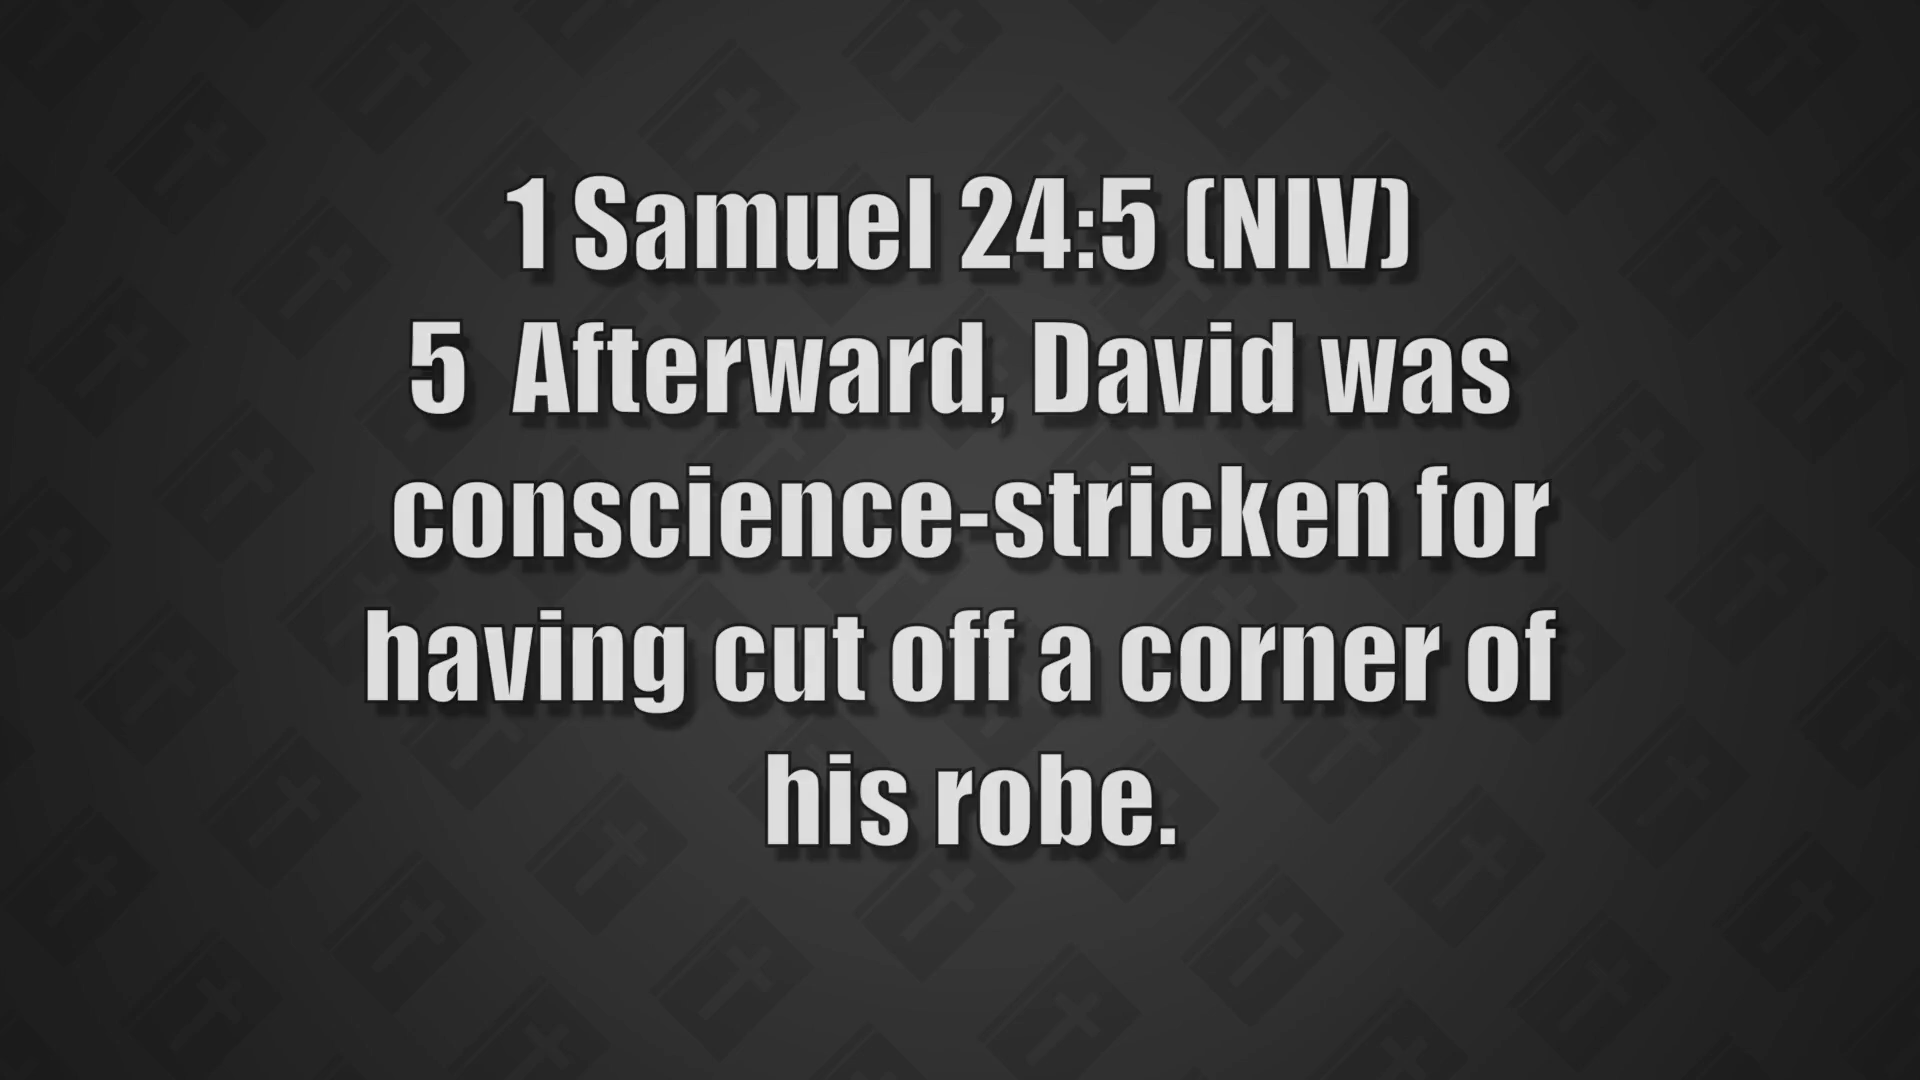 1 Samuel 24:5 (NIV)
5  Afterward, David was
conscience-stricken for
having cut off a corner of
his robe.